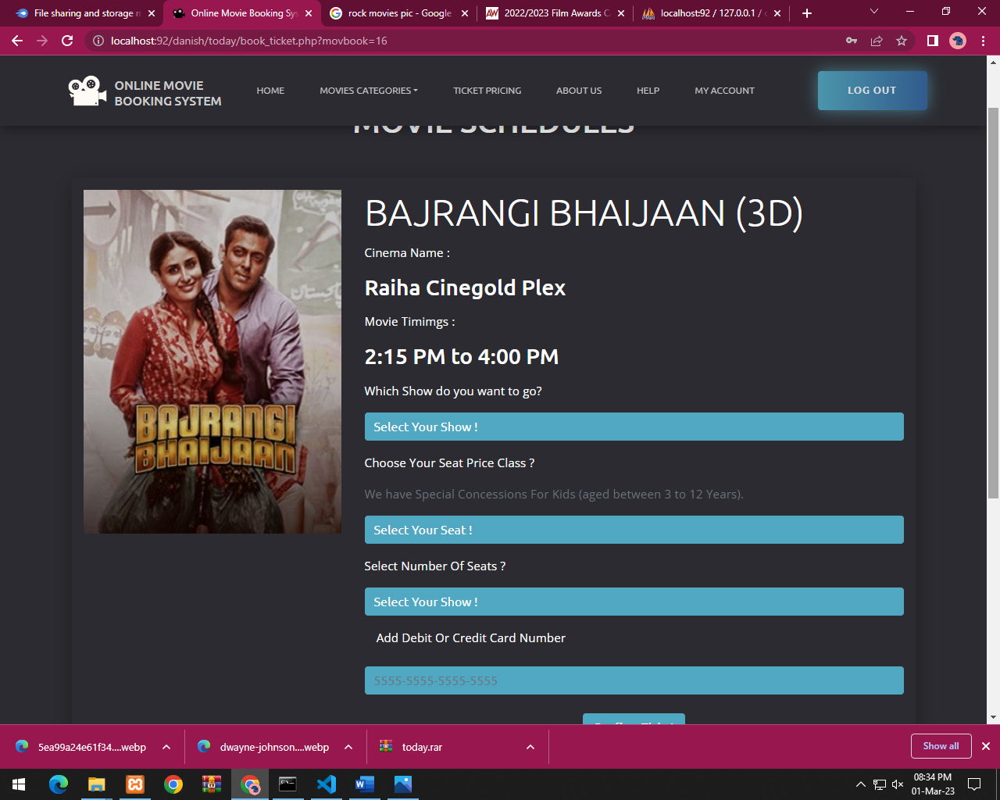 File sharing and storage
Online Movie Booking Sy
rock movies pic - Google
2022/2023 Film Awards C
localhost:92 / 127.0.0.1 /
localhost:92/danish/today/book_ticket.php?movbook=16
ONLINE MOVIE
BOOKING SYSTEM
HOME
MOVIES CATEGORIES
TICKET PRICING
ABOUT US
HELP
MY ACCOUNT
LOG OUT
MOVIE SCHEDULES
BAJRANGI
BHAIJAAN
BAJRANGI BHAIJAAN (3D)
Cinema Name :
Raiha Cinegold Plex
Movie Timimgs :
2:15 PM to 4:00 PM
Which Show do you want to go?
Select Your Show !
Choose Your Seat Price Class ?
We have Special Concessions For Kids (aged between 3 to 12 Years).
Select Your Seat !
Select Number Of Seats ?
Select Your Show !
Add Debit Or Credit Card Number
5555-5555-5555-5555
Confirm Ticket
5ea99a24e61f34....webp
dwayne-johnson....webp
today.rar
Show all
08:34 PM
01-Mar-23